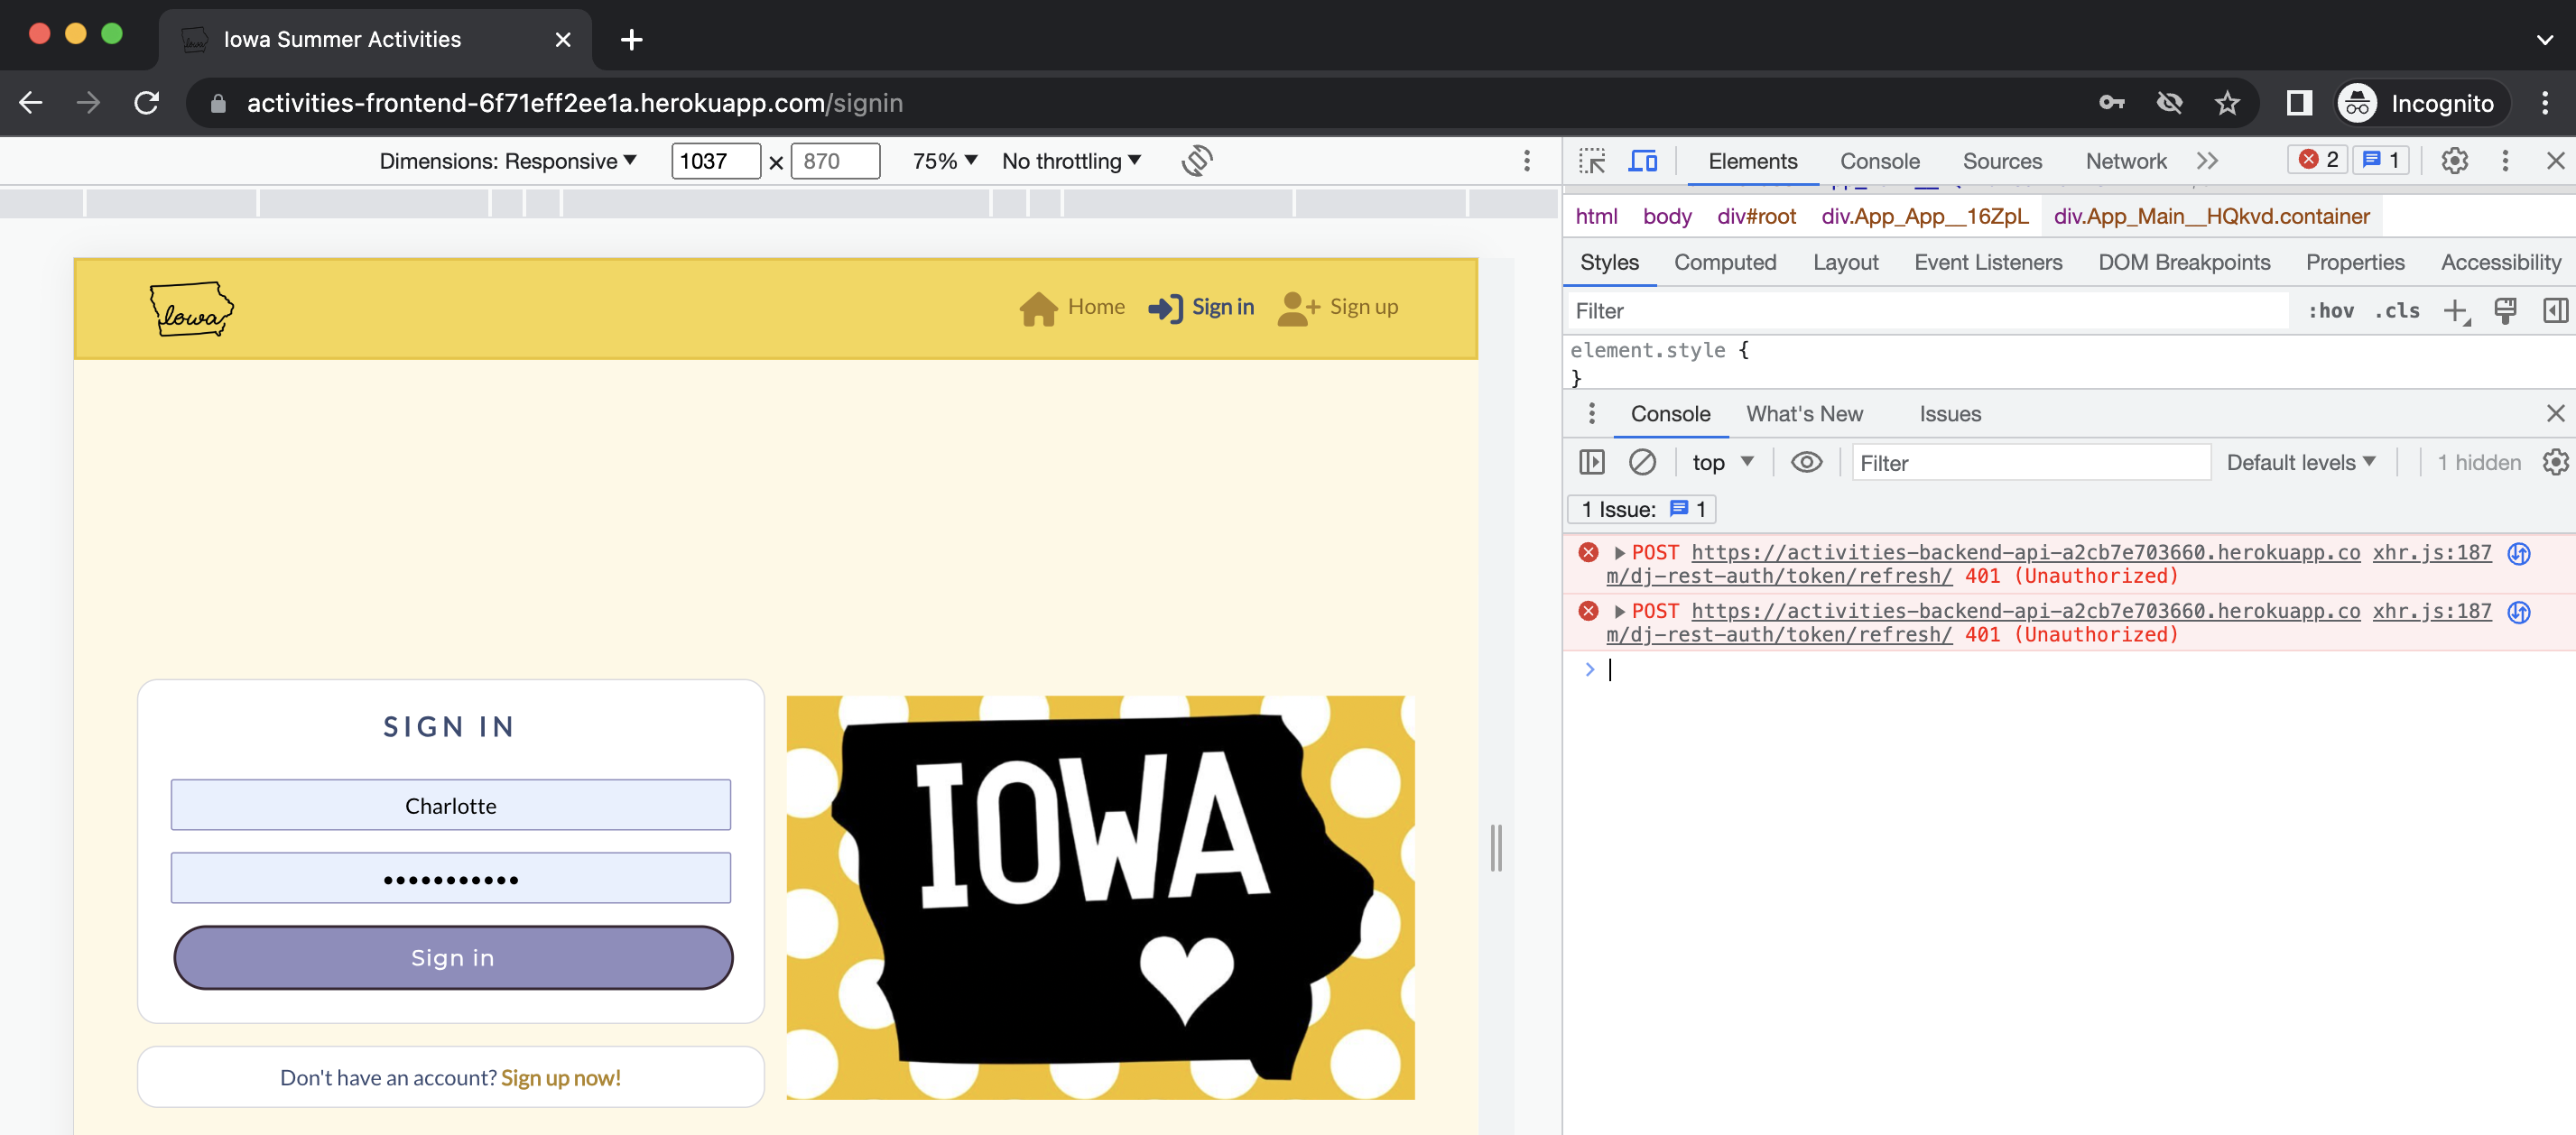 Iowa Summer Activities
activities-frontend-6f71eff2ee1a.herokuapp.com/signin
Incognito
Dimensions: Responsive 1037 × 870 75% No throttling
Elements Console Sources Network 2 1
html body div#root div.App_App__16ZpL div.App_Main__HQkvd.container
Styles Computed Layout Event Listeners DOM Breakpoints Properties Accessibility
Filter :hov .cls
element.style {
}
Console What's New Issues
top Filter Default levels 1 hidden
1 Issue: 1
POST https://activities-backend-api-a2cb7e703660.herokuapp.co xhr.js:187
m/dj-rest-auth/token/refresh/ 401 (Unauthorized)
POST https://activities-backend-api-a2cb7e703660.herokuapp.co xhr.js:187
m/dj-rest-auth/token/refresh/ 401 (Unauthorized)
Iowa
Home Sign in Sign up
SIGN IN
Charlotte
•••••••••••
Sign in
Don't have an account? Sign up now!
IOWA